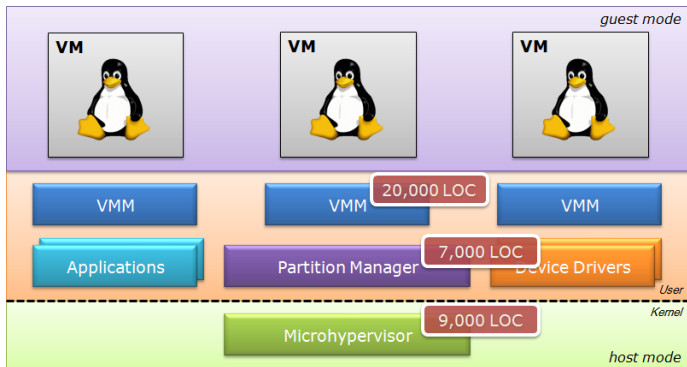 guest mode
VM
VM
VM
VMM
VMM
20,000 LOC
VMM
Applications
Partition Manager
7,000 LOC
Device Drivers
User
Kernel
Microhypervisor
9,000 LOC
host mode